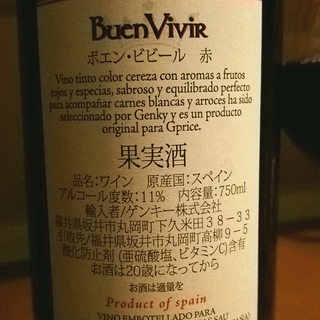 BuenVivir
ボエン・ビビール 赤
Vino tinto color cereza con aromas a frutos
rojos y especias, sabroso y equilibrado perfecto
para acompañar carnes blancas y arroces ha sido
seleccionado por Genky y es un producto
original para Gprice.
果実酒
品名：ワイン 原産国：スペイン
アルコール度数：11% 内容量：750ml
輸入者/ゲンキー株式会社
福井県坂井市丸岡町下久米田38-33
引取先/福井県坂井市丸岡町高柳9-5
酸化防止剤 (亜硫酸塩、ビタミンC)含有
お酒は20歳になってから
お酒は適量を
Product of spain
VINO EMBOTELLADO PARA